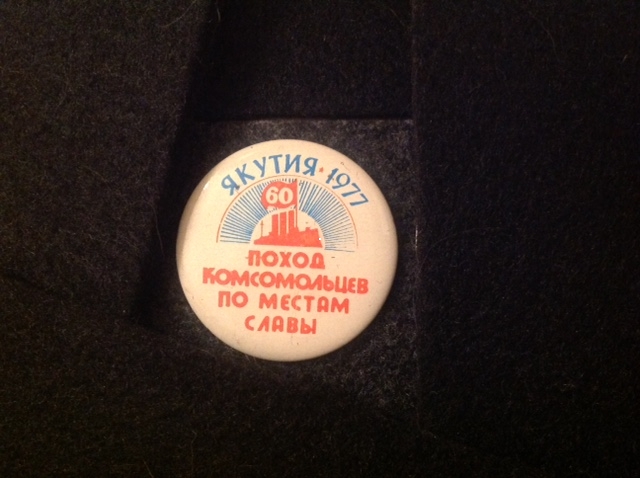 ЯКУТИЯ · 1977
60
ПОХОД
КОМСОМОЛЬЦЕВ
ПО МЕСТАМ
СЛАВЫ